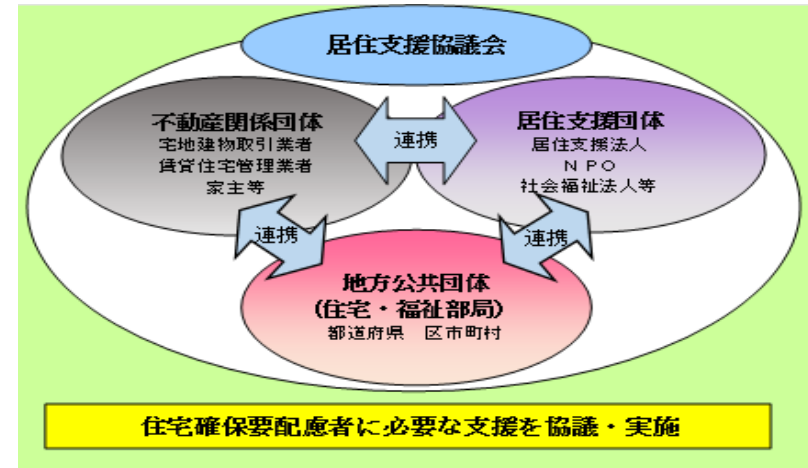 居住支援協議会
不動産関係団体
宅地建物取引業者
賃貸住宅管理業者
家主等
連携
居住支援団体
居住支援法人
ＮＰＯ
社会福祉法人等
連携
連携
地方公共団体
(住宅・福祉部局)
都道府県　区市町村
住宅確保要配慮者に必要な支援を協議・実施